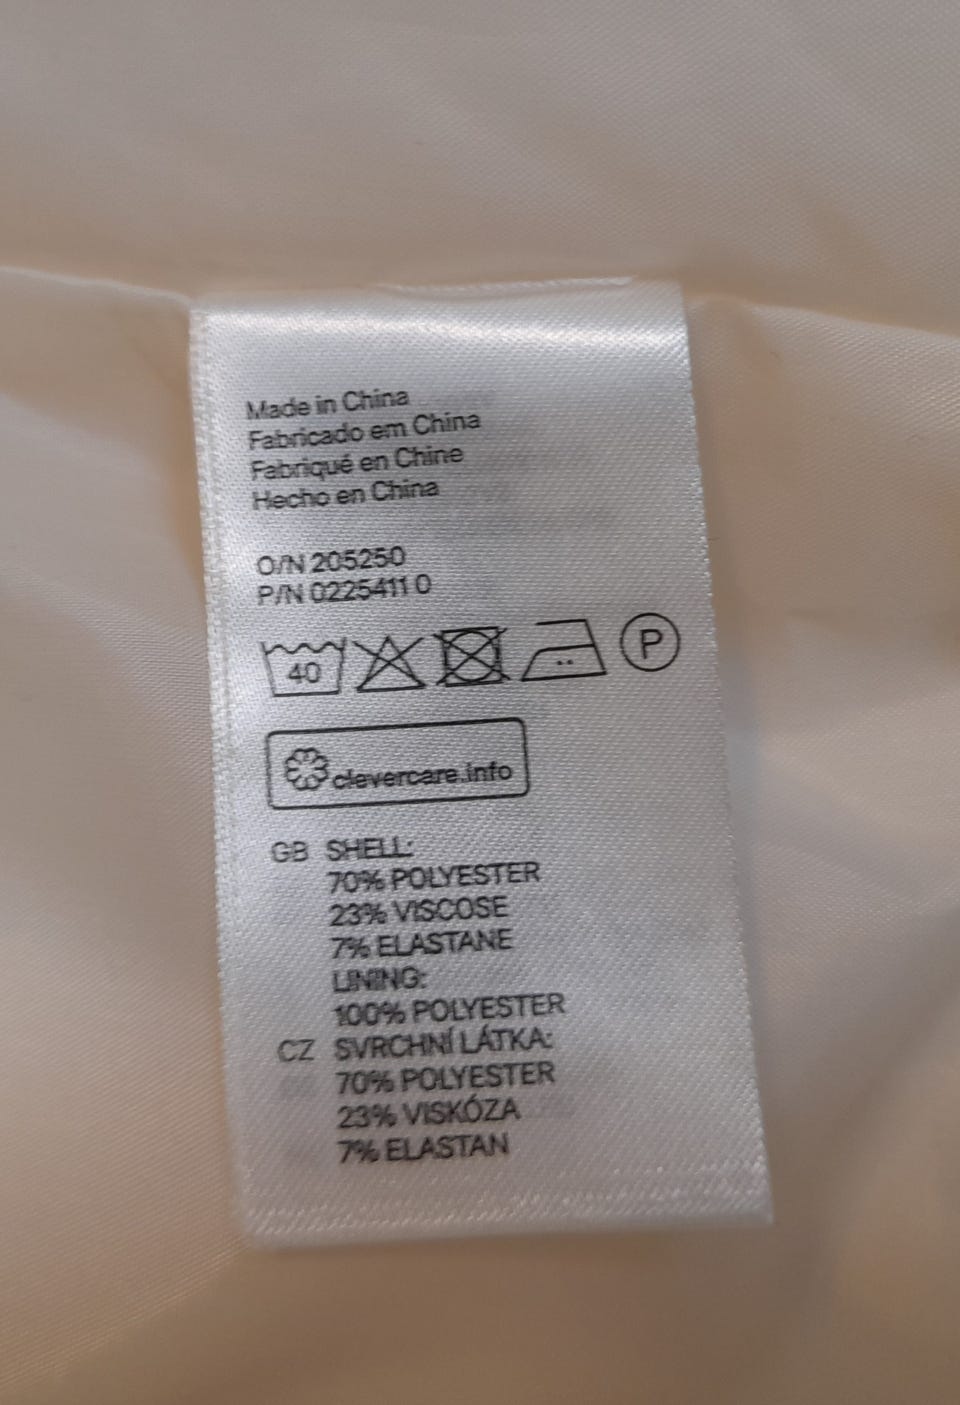 Made in China
Fabricado em China
Fabriqué en Chine
Hecho en China
O/N 205250
P/N 0225411 0
40 P
clevercare.info
GB SHELL:
70% POLYESTER
23% VISCOSE
7% ELASTANE
LINING:
100% POLYESTER
CZ SVRCHNÍ LÁTKA:
70% POLYESTER
23% VISKÓZA
7% ELASTAN